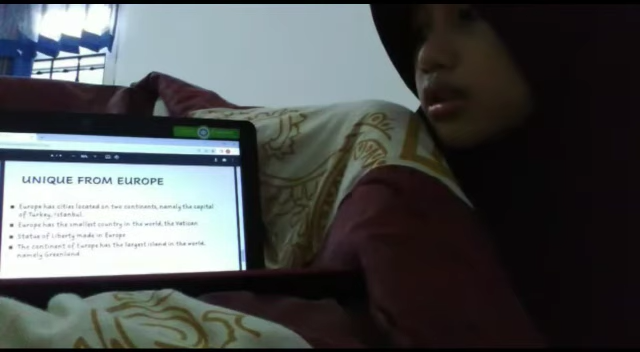 UNIQUE FROM EUROPE
Europe has cities located on two continents, namely the capital
of Turkey, Istanbul.
Europe has the smallest country in the world, the Vatican
Statue of Liberty made in Europe
The continent of Europe has the largest island in the world,
namely Greenland